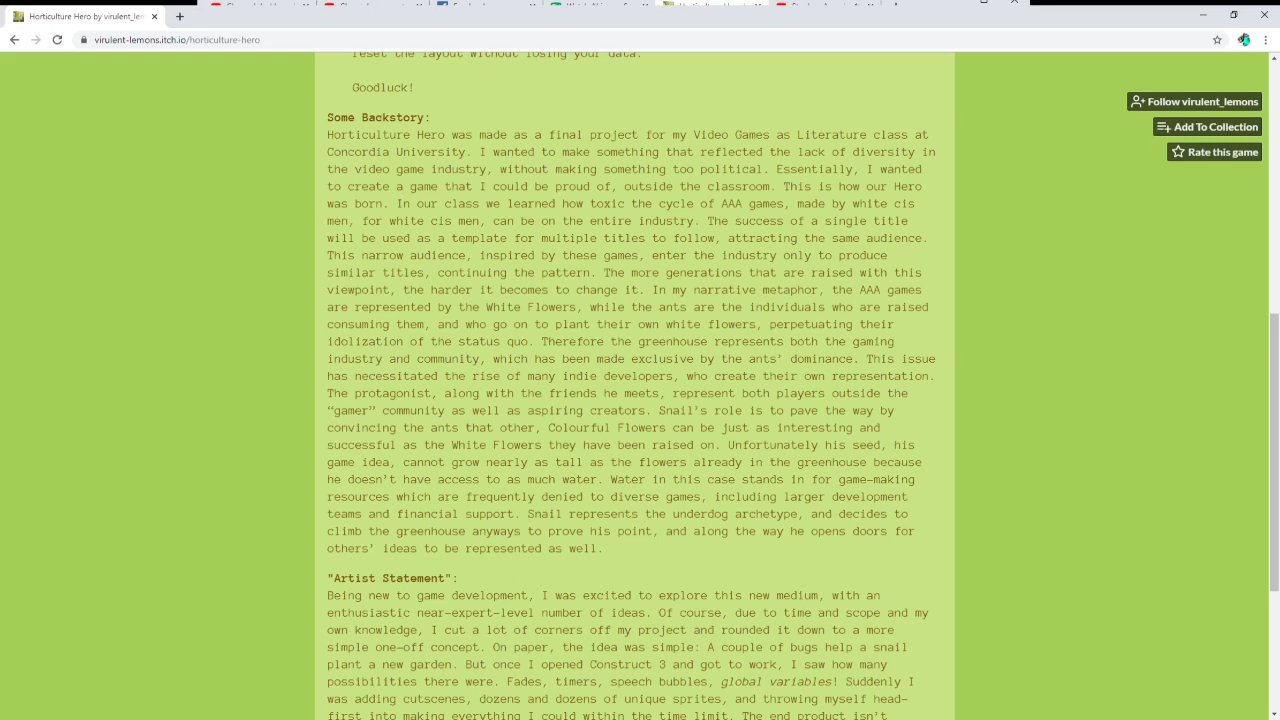 Horticulture Hero by virulent_len
virulent-lemons.itch.io/horticulture-hero
Follow virulent_lemons
Add To Collection
Rate this game
reset the layout without losing your data.
Goodluck!
Some Backstory:
Horticulture Hero was made as a final project for my Video Games as Literature class at
Concordia University. I wanted to make something that reflected the lack of diversity in
the video game industry, without making something too political. Essentially, I wanted
to create a game that I could be proud of, outside the classroom. This is how our Hero
was born. In our class we learned how toxic the cycle of AAA games, made by white cis
men, for white cis men, can be on the entire industry. The success of a single title
will be used as a template for multiple titles to follow, attracting the same audience.
This narrow audience, inspired by these games, enter the industry only to produce
similar titles, continuing the pattern. The more generations that are raised with this
viewpoint, the harder it becomes to change it. In my narrative metaphor, the AAA games
are represented by the White Flowers, while the ants are the individuals who are raised
consuming them, and who go on to plant their own white flowers, perpetuating their
idolization of the status quo. Therefore the greenhouse represents both the gaming
industry and community, which has been made exclusive by the ants' dominance. This issue
has necessitated the rise of many indie developers, who create their own representation.
The protagonist, along with the friends he meets, represent both players outside the
“gamer” community as well as aspiring creators. Snail's role is to pave the way by
convincing the ants that other, Colourful Flowers can be just as interesting and
successful as the White Flowers they have been raised on. Unfortunately his seed, his
game idea, cannot grow nearly as tall as the flowers already in the greenhouse because
he doesn't have access to as much water. Water in this case stands in for game-making
resources which are frequently denied to diverse games, including larger development
teams and financial support. Snail represents the underdog archetype, and decides to
climb the greenhouse anyways to prove his point, and along the way he opens doors for
others' ideas to be represented as well.
"Artist Statement":
Being new to game development, I was excited to explore this new medium, with an
enthusiastic near-expert-level number of ideas. Of course, due to time and scope and my
own knowledge, I cut a lot of corners off my project and rounded it down to a more
simple one-off concept. On paper, the idea was simple: A couple of bugs help a snail
plant a new garden. But once I opened Construct 3 and got to work, I saw how many
possibilities there were. Fades, timers, speech bubbles, global variables! Suddenly I
was adding cutscenes, dozens and dozens of unique sprites, and throwing myself head-
first into making everything I could within the time limit. The end product isn't